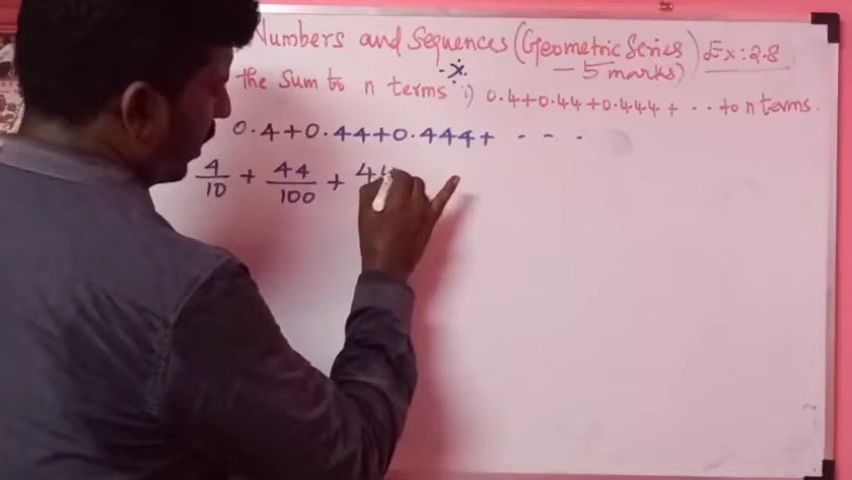 Numbers and Sequences (Geometric Series) Ex: 2.8
- 5 marks)
the Sum to n terms i) 0.4+0.44+0.444+ .. to n terms.
0.4+0.44+0.444+ - - .
4/10 + 44/100 + 44